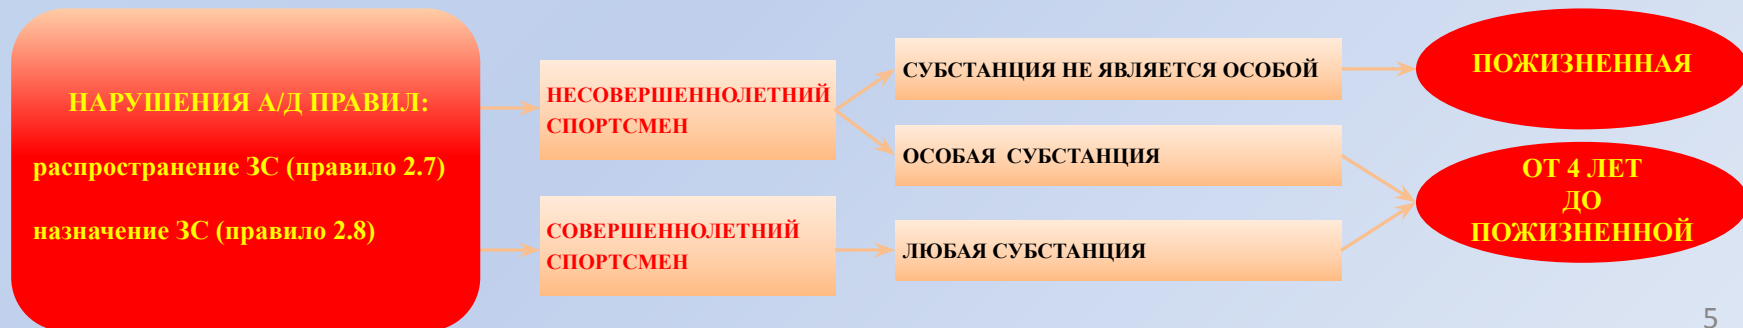 НАРУШЕНИЯ А/Д ПРАВИЛ:
распространение ЗС (правило 2.7)
назначение ЗС (правило 2.8)
НЕСОВЕРШЕННОЛЕТНИЙ
СПОРТСМЕН
СОВЕРШЕННОЛЕТНИЙ
СПОРТСМЕН
СУБСТАНЦИЯ НЕ ЯВЛЯЕТСЯ ОСОБОЙ
ОСОБАЯ СУБСТАНЦИЯ
ЛЮБАЯ СУБСТАНЦИЯ
ПОЖИЗНЕННАЯ
ОТ 4 ЛЕТ
ДО
ПОЖИЗНЕННОЙ
5